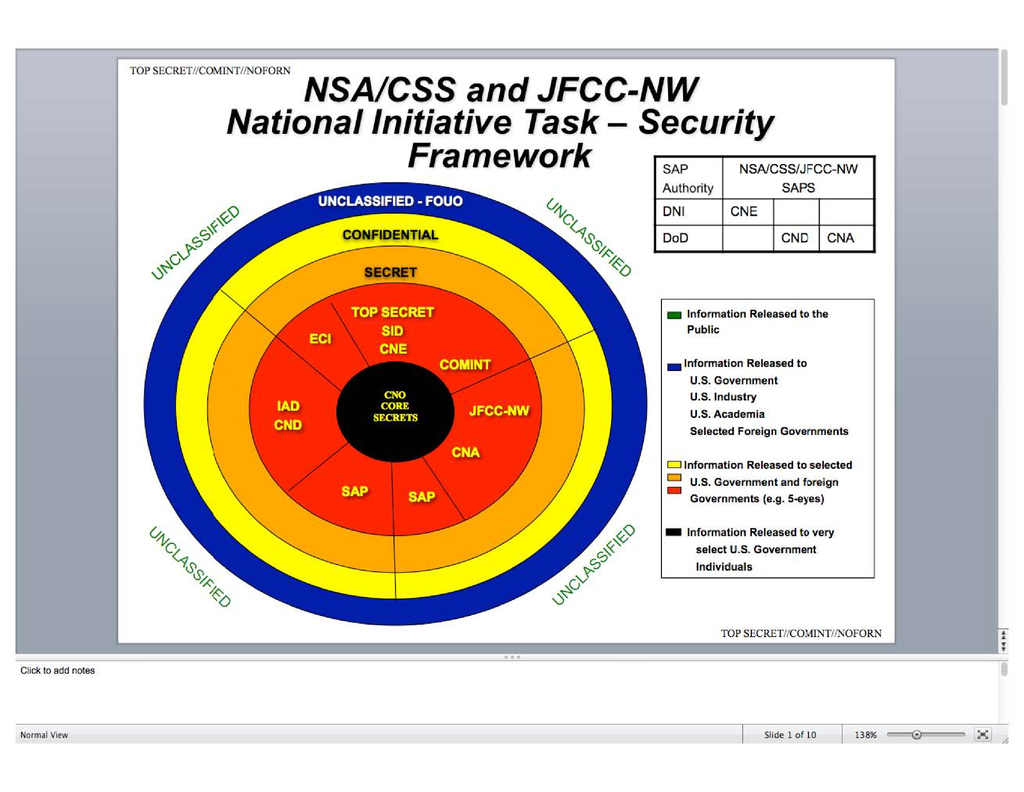 TOP SECRET//COMINT//NOFORN
NSA/CSS and JFCC-NW
National Initiative Task – Security
Framework
SAP Authority NSA/CSS/JFCC-NW SAPS
DNI CNE
DoD CND CNA
UNCLASSIFIED
UNCLASSIFIED
UNCLASSIFIED - FOUO
CONFIDENTIAL
SECRET
TOP SECRET
SID
CNE
ECI
COMINT
CNO
CORE
SECRETS
IAD
CND
JFCC-NW
CNA
SAP
SAP
UNCLASSIFIED
UNCLASSIFIED
Information Released to the
Public
Information Released to
U.S. Government
U.S. Industry
U.S. Academia
Selected Foreign Governments
Information Released to selected
U.S. Government and foreign
Governments (e.g. 5-eyes)
Information Released to very
select U.S. Government
Individuals
TOP SECRET//COMINT//NOFORN
Click to add notes
Normal View
Slide 1 of 10
138%